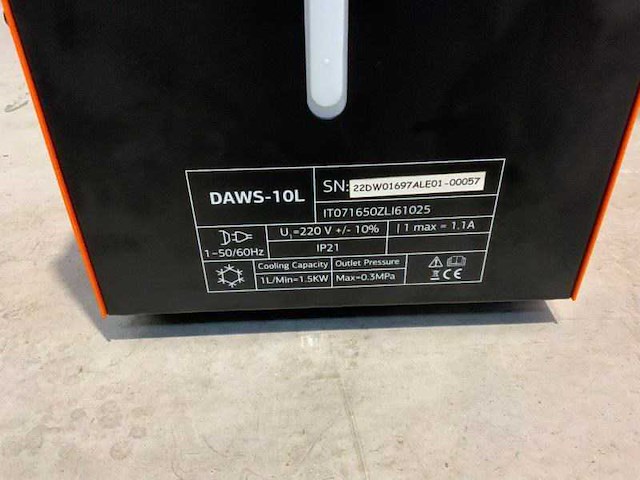 DAWS-10L
SN: 22DW01697ALE01-00057
IT071650ZLI61025
1~50/60Hz
U1=220 V +/- 10%
I 1 max = 1.1A
IP21
Cooling Capacity
Outlet Pressure
1L/Min=1.5KW
Max=0.3MPa
CE